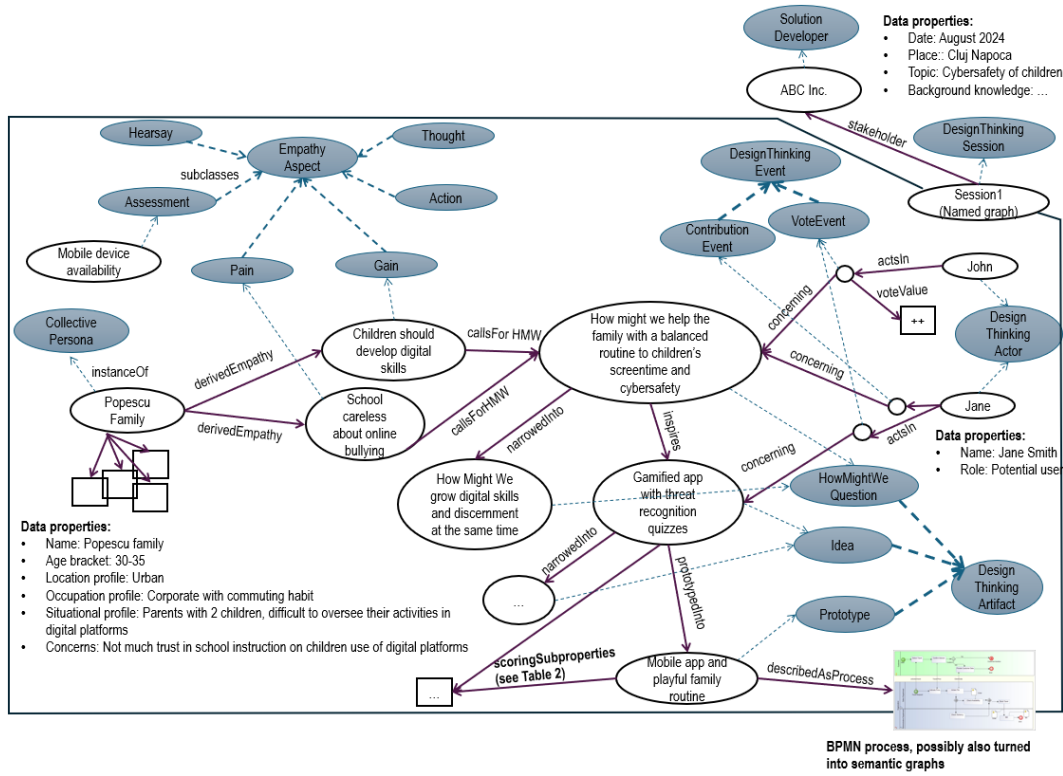 Solution
Developer
Data properties:
• Date: August 2024
• Place:: Cluj Napoca
• Topic: Cybersafety of children
• Background knowledge: …
ABC Inc.
stakeholder
DesignThinking
Session
Session1
(Named graph)
Hearsay
Empathy
Aspect
Thought
subclasses
Assessment
Action
Mobile device
availability
Pain
Gain
DesignThinking
Event
Contribution
Event
VoteEvent
actsIn
John
voteValue
++
concerning
Design
Thinking
Actor
Collective
Persona
instanceOf
Popescu
Family
derivedEmpathy
derivedEmpathy
Children should
develop digital
skills
callsFor HMW
School
careless
about online
bullying
callsForHMW
How might we help the
family with a balanced
routine to children's
screentime and
cybersafety
concerning
Jane
actsIn
Data properties:
• Name: Jane Smith
• Role: Potential user
narrowedInto
inspires
concerning
How Might We
grow digital skills
and discernment
at the same time
Gamified app
with threat
recognition
quizzes
HowMightWe
Question
Idea
Design
Thinking
Artifact
Prototype
Data properties:
• Name: Popescu family
• Age bracket: 30-35
• Location profile: Urban
• Occupation profile: Corporate with commuting habit
• Situational profile: Parents with 2 children, difficult to oversee their activities in
digital platforms
• Concerns: Not much trust in school instruction on children use of digital platforms
narrowedInto
…
prototypedInto
scoringSubproperties
(see Table 2)
…
Mobile app and
playful family
routine
describedAsProcess
BPMN process, possibly also turned
into semantic graphs